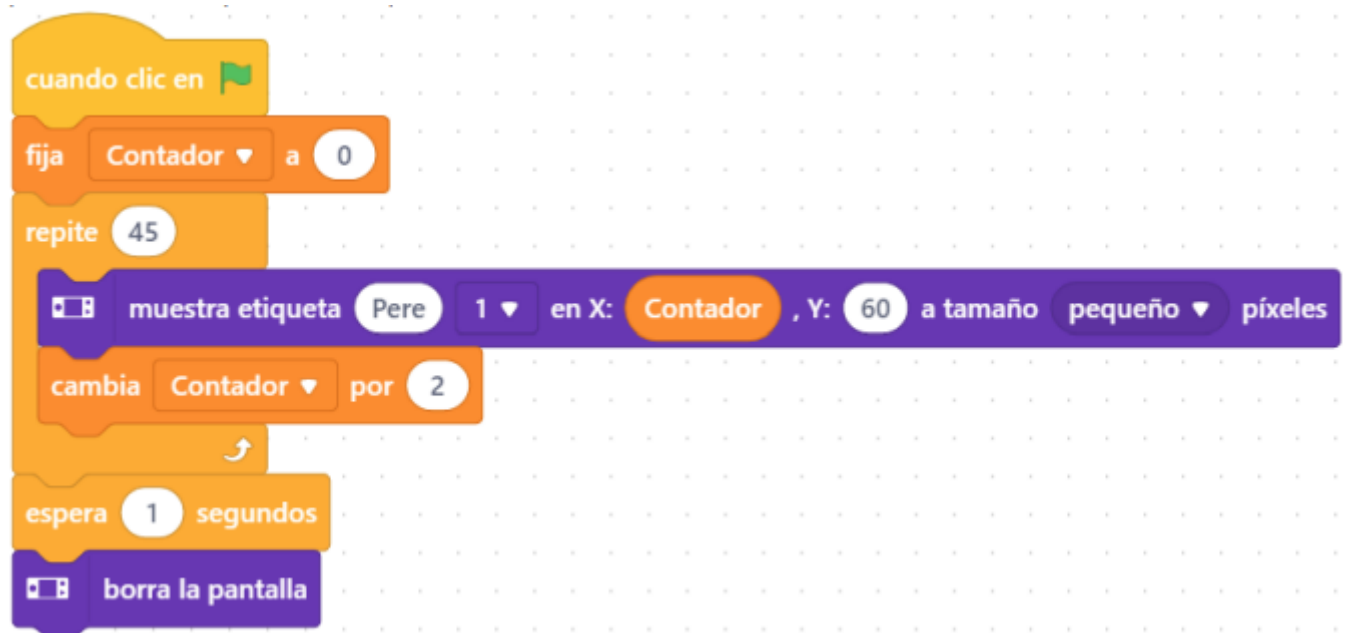 cuando clic en
fija Contador a 0
repite 45
muestra etiqueta Pere 1 en X: Contador , Y: 60 a tamaño pequeño píxeles
cambia Contador por 2
espera 1 segundos
borra la pantalla